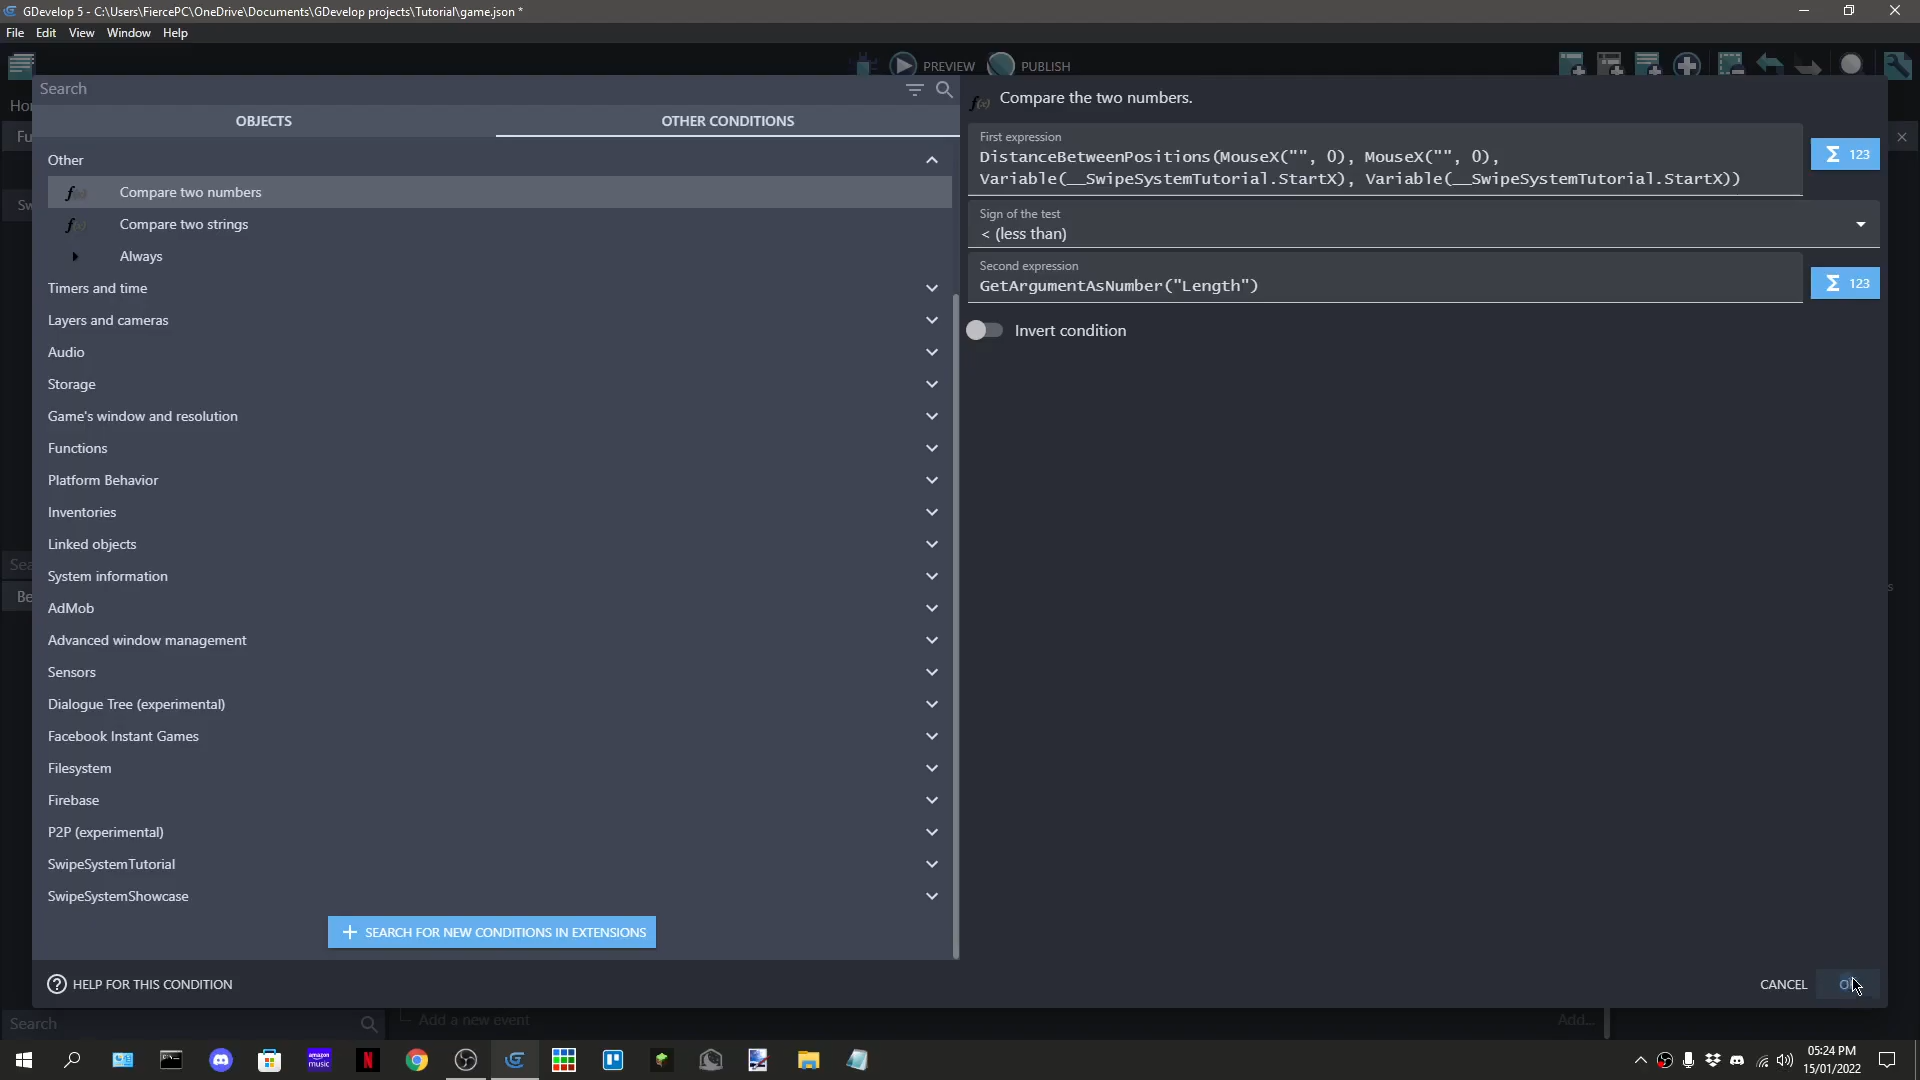 GDevelop 5 - C:\Users\FiercePC\OneDrive\Documents\GDevelop projects\Tutorial\game.json *
File Edit View Window Help
PREVIEW PUBLISH
Search
Compare the two numbers.
OBJECTS
OTHER CONDITIONS
First expression
DistanceBetweenPositions(MouseX("", 0), MouseX("", 0),
Variable(__SwipeSystemTutorial.StartX), Variable(__SwipeSystemTutorial.StartX))
Σ 123
Sign of the test
< (less than)
Second expression
GetArgumentAsNumber("Length")
Σ 123
Invert condition
Other
f(x) Compare two numbers
Compare two strings
Always
Timers and time
Layers and cameras
Audio
Storage
Game's window and resolution
Functions
Platform Behavior
Inventories
Linked objects
System information
AdMob
Advanced window management
Sensors
Dialogue Tree (experimental)
Facebook Instant Games
Filesystem
Firebase
P2P (experimental)
SwipeSystemTutorial
SwipeSystemShowcase
+ SEARCH FOR NEW CONDITIONS IN EXTENSIONS
? HELP FOR THIS CONDITION
CANCEL
Search
Add a new event
Add...
amazon music
05:24 PM
15/01/2022